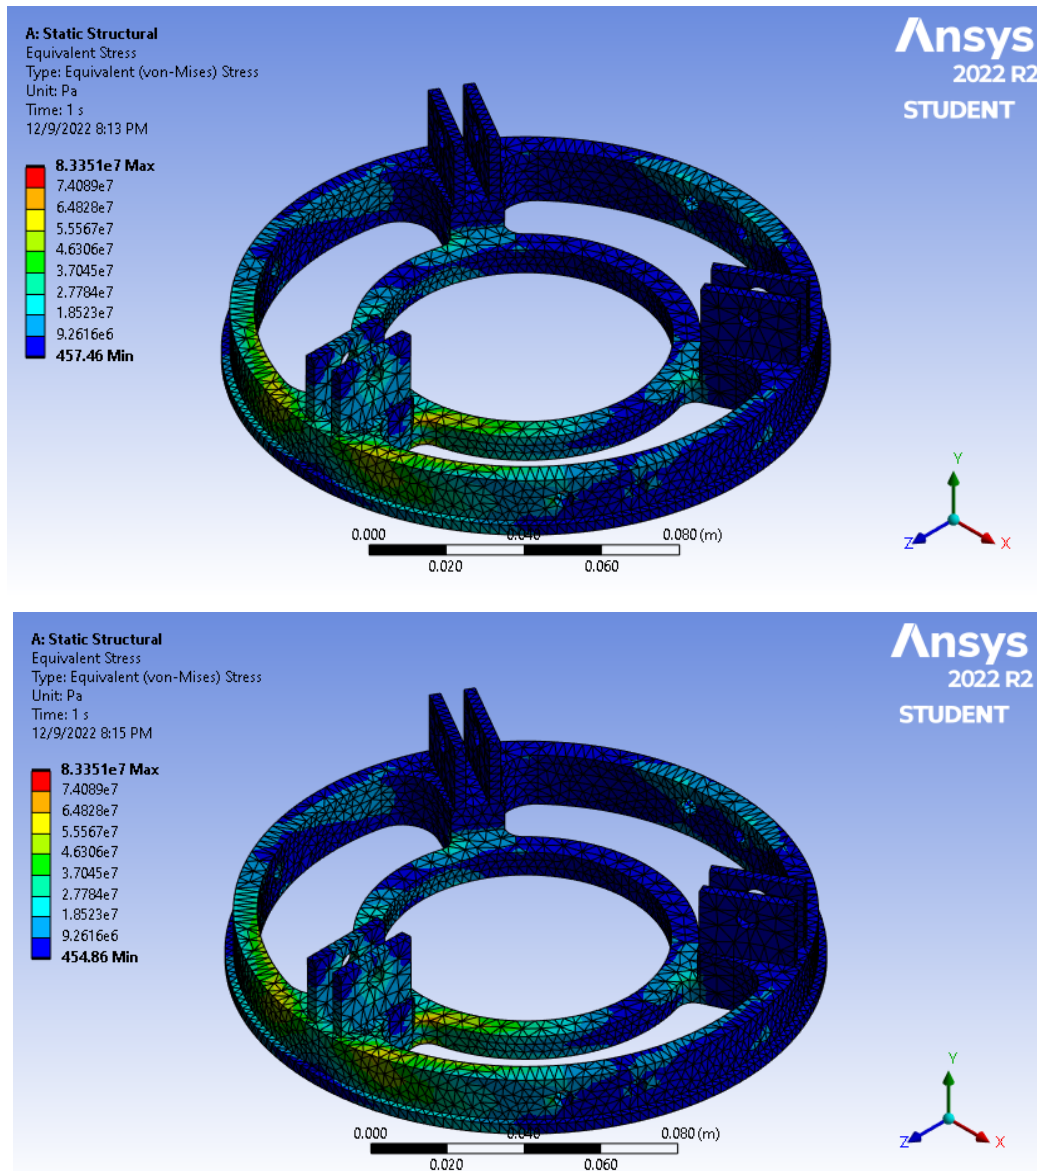 A: Static Structural
Equivalent Stress
Type: Equivalent (von-Mises) Stress
Unit: Pa
Time: 1 s
12/9/2022 8:13 PM
8.3351e7 Max
7.4089e7
6.4828e7
5.5567e7
4.6306e7
3.7045e7
2.7784e7
1.8523e7
9.2616e6
457.46 Min
Ansys
2022 R2
STUDENT
0.000
0.040
0.080 (m)
0.020
0.060
Y
Z
X
A: Static Structural
Equivalent Stress
Type: Equivalent (von-Mises) Stress
Unit: Pa
Time: 1 s
12/9/2022 8:15 PM
8.3351e7 Max
7.4089e7
6.4828e7
5.5567e7
4.6306e7
3.7045e7
2.7784e7
1.8523e7
9.2616e6
454.86 Min
Ansys
2022 R2
STUDENT
0.000
0.040
0.080 (m)
0.020
0.060
Y
Z
X